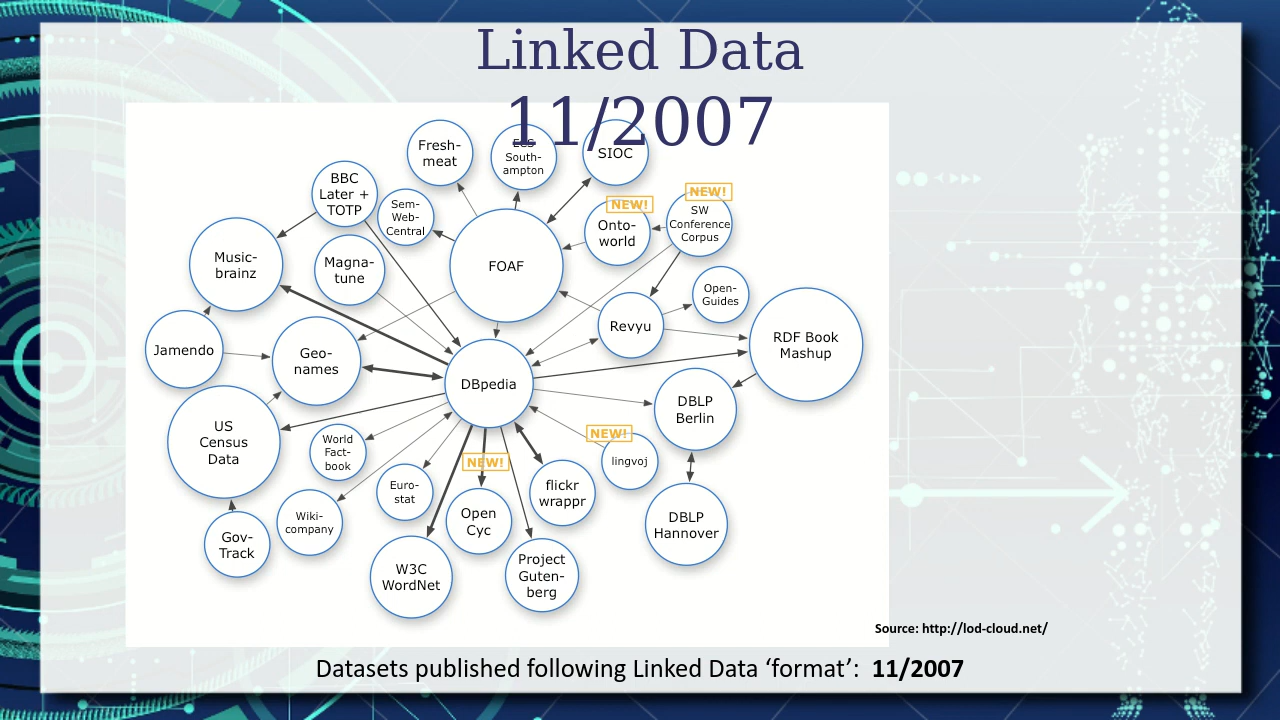 Linked Data
11/2007
Fresh-
meat
ECS
South-
ampton
SIOC
BBC
Later +
TOTP
Sem-
Web-
Central
NEW!
Onto-
world
NEW!
SW
Conference
Corpus
Music-
brainz
Magna-
tune
FOAF
Open-
Guides
Revyu
RDF Book
Mashup
Jamendo
Geo-
names
DBpedia
DBLP
Berlin
US
Census
Data
World
Fact-
book
NEW!
lingvoj
NEW!
Euro-
stat
Open
Cyc
flickr
wrappr
Wiki-
company
DBLP
Hannover
Gov-
Track
W3C
WordNet
Project
Guten-
berg
Source: http://lod-cloud.net/
Datasets published following Linked Data ‘format’: 11/2007